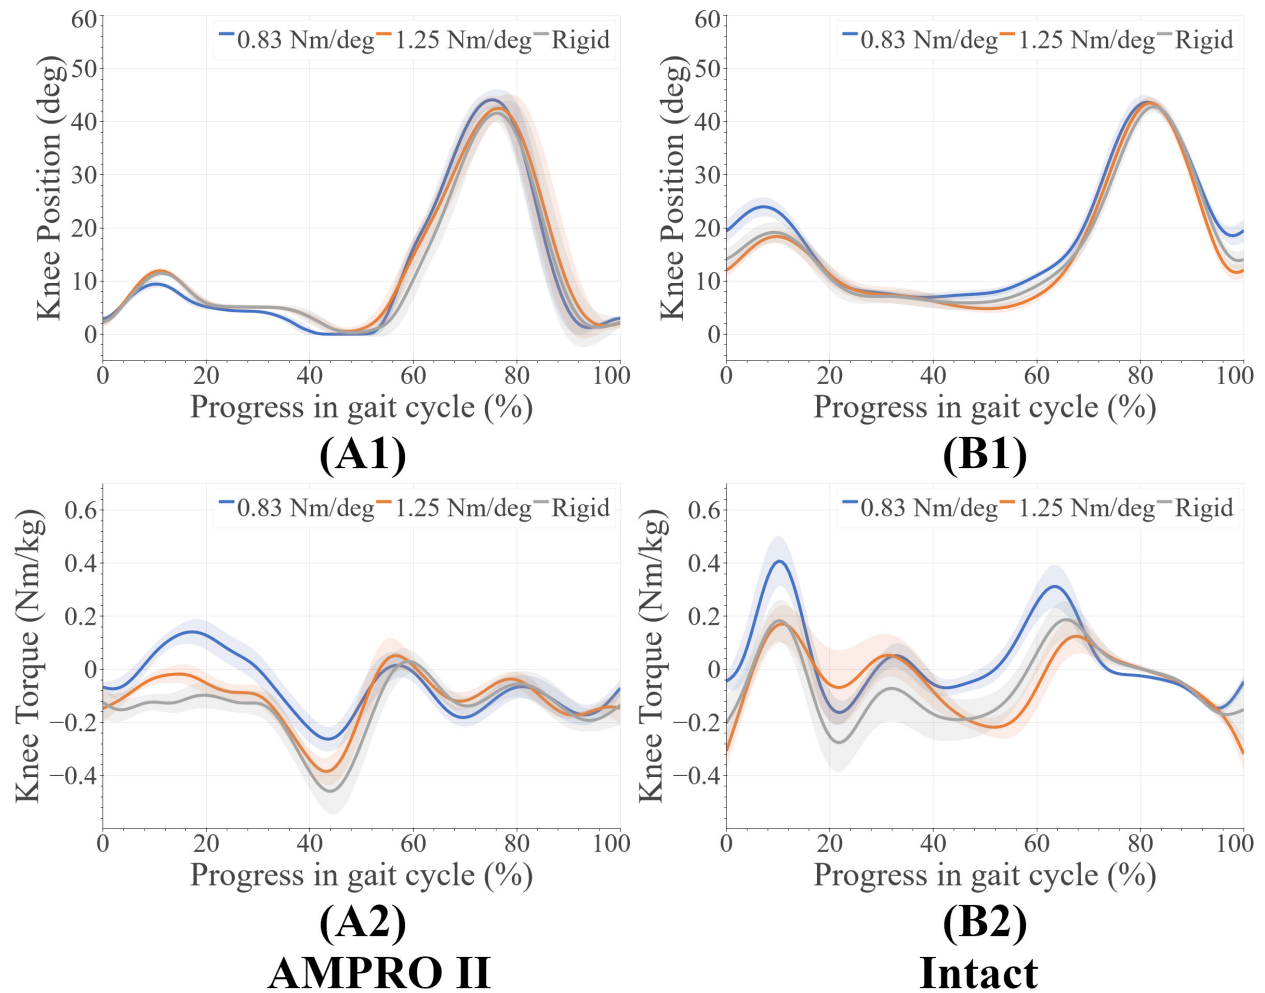 0.83 Nm/deg 1.25 Nm/deg Rigid
Knee Position (deg)
60
50
40
30
20
10
0
0 20 40 60 80 100
Progress in gait cycle (%)
(A1)
0.83 Nm/deg 1.25 Nm/deg Rigid
Knee Position (deg)
60
50
40
30
20
10
0
0 20 40 60 80 100
Progress in gait cycle (%)
(B1)
0.83 Nm/deg 1.25 Nm/deg Rigid
Knee Torque (Nm/kg)
0.6
0.4
0.2
0
−0.2
−0.4
0 20 40 60 80 100
Progress in gait cycle (%)
(A2)
AMPRO II
0.83 Nm/deg 1.25 Nm/deg Rigid
Knee Torque (Nm/kg)
0.6
0.4
0.2
0
−0.2
−0.4
0 20 40 60 80 100
Progress in gait cycle (%)
(B2)
Intact